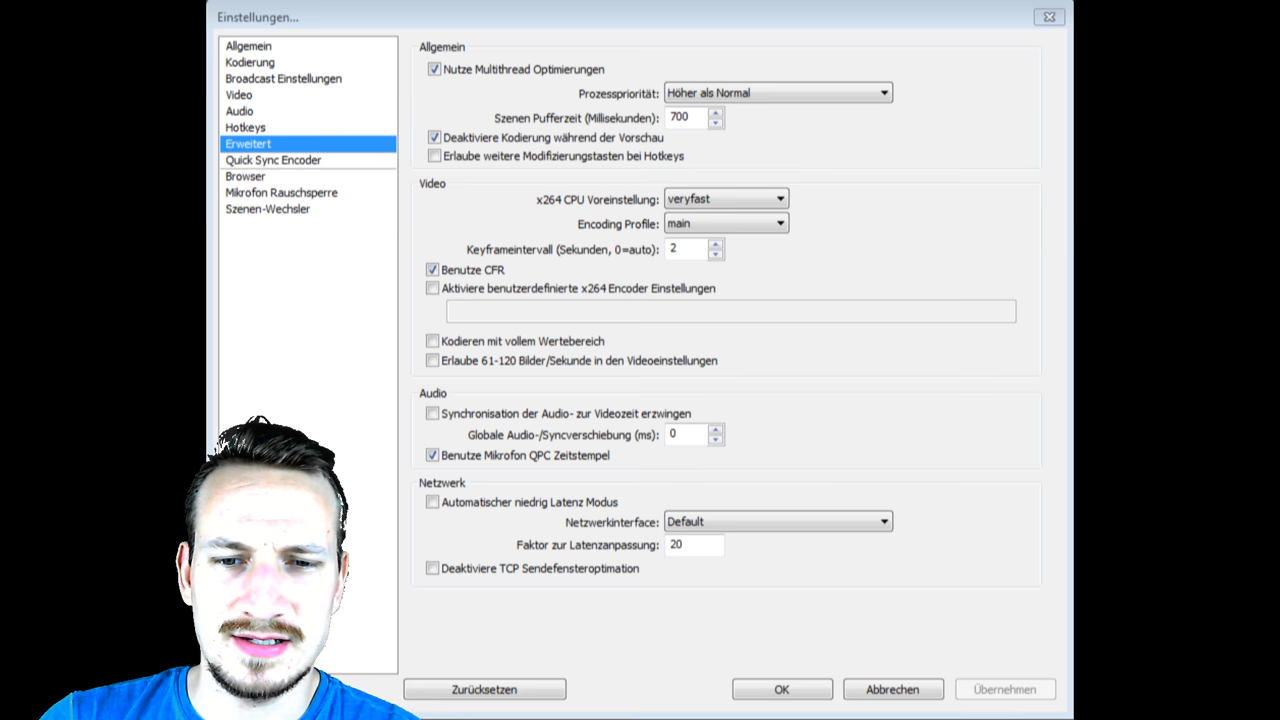 Einstellungen...
Allgemein
Kodierung
Broadcast Einstellungen
Video
Audio
Hotkeys
Erweitert
Quick Sync Encoder
Browser
Mikrofon Rauschsperre
Szenen-Wechsler
Allgemein
Nutze Multithread Optimierungen
Prozesspriorität: Höher als Normal
Szenen Pufferzeit (Millisekunden): 700
Deaktiviere Kodierung während der Vorschau
Erlaube weitere Modifizierungstasten bei Hotkeys
Video
x264 CPU Voreinstellung: veryfast
Encoding Profile: main
Keyframeintervall (Sekunden, 0=auto): 2
Benutze CFR
Aktiviere benutzerdefinierte x264 Encoder Einstellungen
Kodieren mit vollem Wertebereich
Erlaube 61-120 Bilder/Sekunde in den Videoeinstellungen
Audio
Synchronisation der Audio- zur Videozeit erzwingen
Globale Audio-/Syncverschiebung (ms): 0
Benutze Mikrofon QPC Zeitstempel
Netzwerk
Automatischer niedrig Latenz Modus
Netzwerkinterface: Default
Faktor zur Latenzanpassung: 20
Deaktiviere TCP Sendefensteroptimation
Zurücksetzen OK Abbrechen Übernehmen